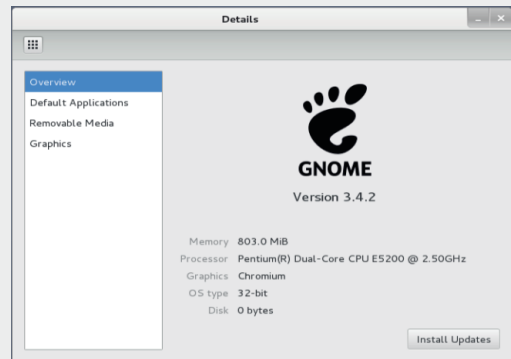 Details
Overview
Default Applications
Removable Media
Graphics
GNOME
Version 3.4.2
Memory 803.0 MiB
Processor Pentium(R) Dual-Core CPU E5200 @ 2.50GHz
Graphics Chromium
OS type 32-bit
Disk 0 bytes
Install Updates